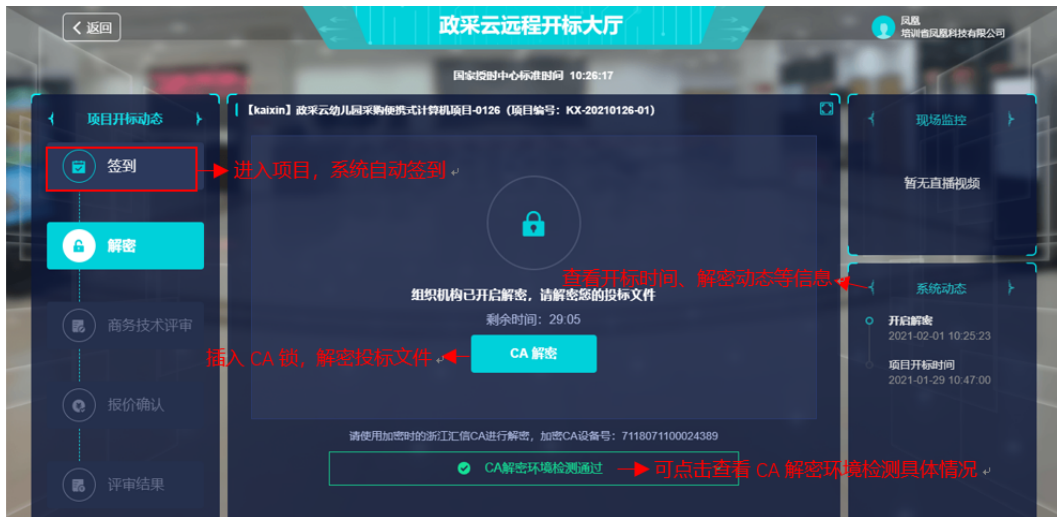 返回
政采云远程开标大厅
凤凰
培训省凤凰科技有限公司
国家授时中心标准时间 10:26:17
项目开标动态
【kaixin】政采云幼儿园采购便携式计算机项目-0126（项目编号：KX-20210126-01）
现场监控
签到
进入项目，系统自动签到
暂无直播视频
解密
查看开标时间、解密动态等信息
组织机构已开启解密，请解密您的投标文件
系统动态
剩余时间：29:05
开启解密
2021-02-01 10:25:23
商务技术评审
插入 CA 锁，解密投标文件
CA 解密
项目开标时间
2021-01-29 10:47:00
报价确认
请使用加密时的浙江汇信CA进行解密，加密CA设备号：7118071100024389
CA解密环境检测通过
可点击查看 CA 解密环境检测具体情况
评审结果